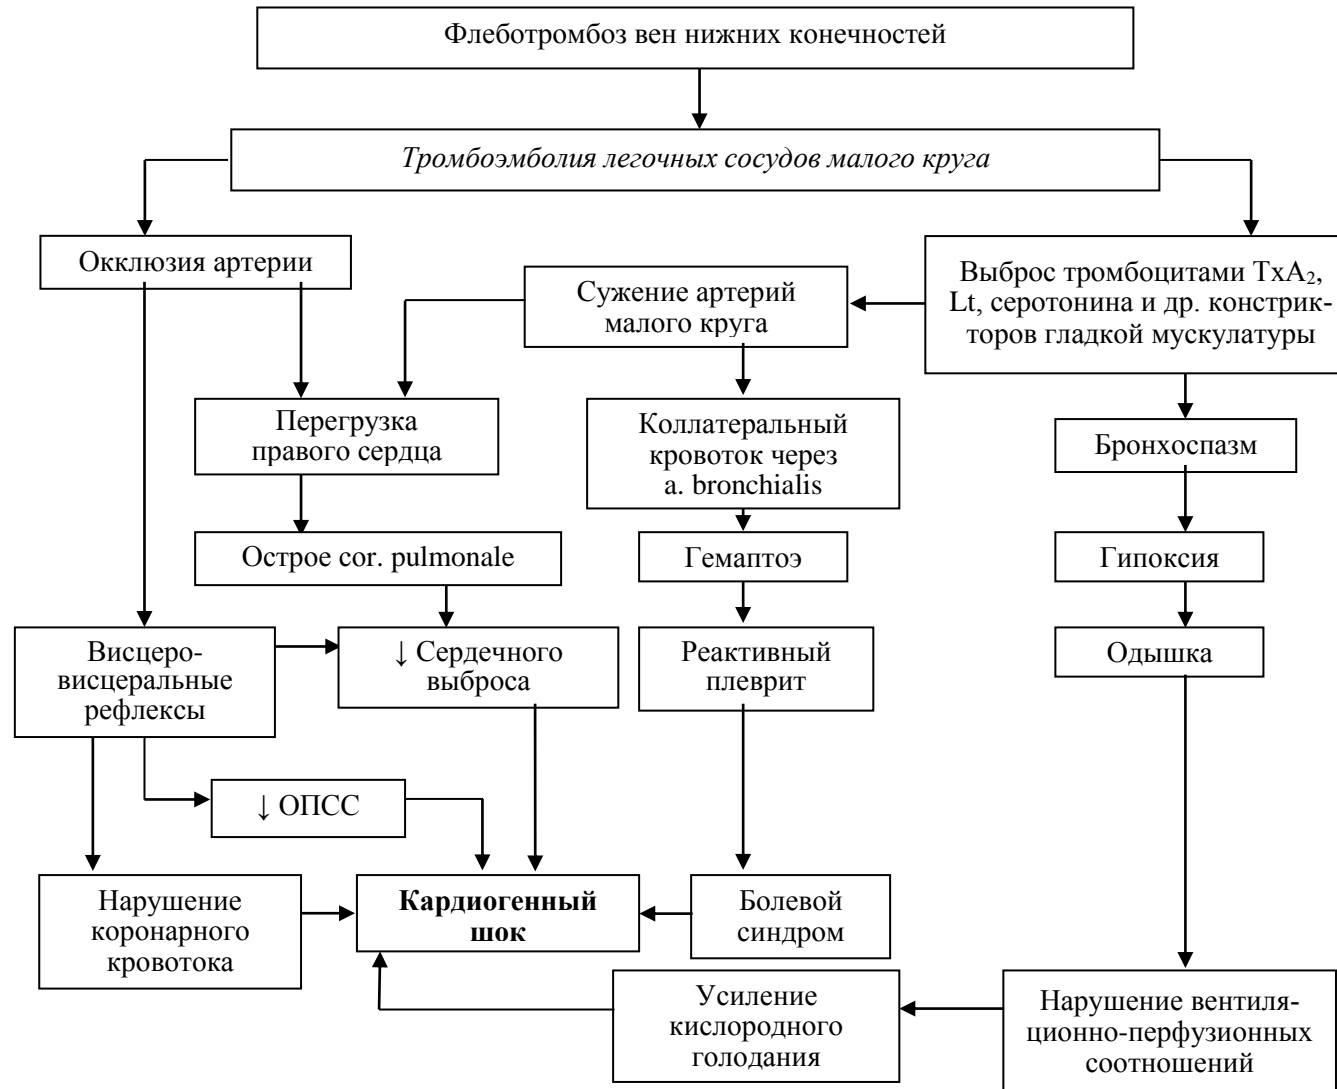 Флеботромбоз вен нижних конечностей
Тромбоэмболия легочных сосудов малого круга
Окклюзия артерии
Сужение артерий
малого круга
Выброс тромбоцитами TxA₂,
Lt, серотонина и др. констрик-
торов гладкой мускулатуры
Перегрузка
правого сердца
Коллатеральный
кровоток через
a. bronchialis
Бронхоспазм
Острое cor. pulmonale
Гемаптоэ
Гипоксия
Висцеро-
висцеральные
рефлексы
↓ Сердечного
выброса
Реактивный
плеврит
Одышка
↓ ОПСС
Нарушение
коронарного
кровотока
Кардиогенный
шок
Болевой
синдром
Усиление
кислородного
голодания
Нарушение вентиля-
ционно-перфузионных
соотношений